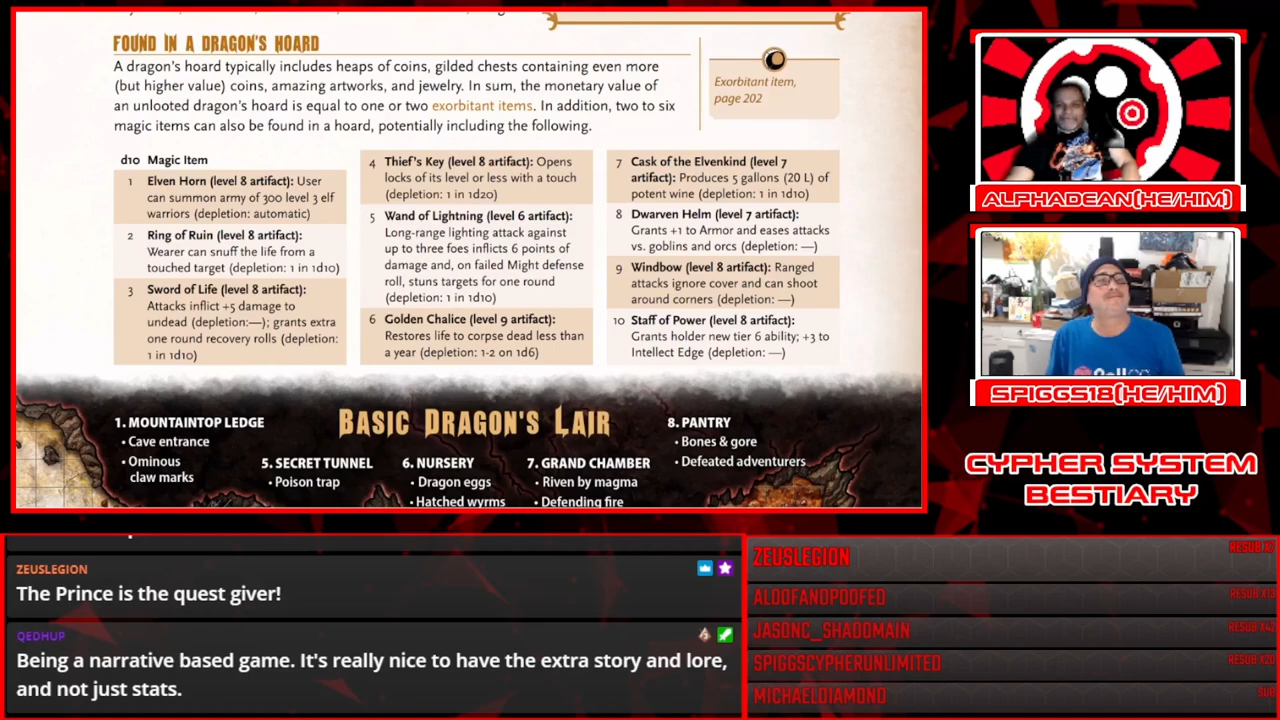 FOUND IN A DRAGON'S HOARD
A dragon's hoard typically includes heaps of coins, gilded chests containing even more
(but higher value) coins, amazing artworks, and jewelry. In sum, the monetary value of
an unlooted dragon's hoard is equal to one or two exorbitant items. In addition, two to six
magic items can also be found in a hoard, potentially including the following.
Exorbitant item,
page 202
d10 Magic Item
1 Elven Horn (level 8 artifact): User
can summon army of 300 level 3 elf
warriors (depletion: automatic)
2 Ring of Ruin (level 8 artifact):
Wearer can snuff the life from a
touched target (depletion: 1 in 1d10)
3 Sword of Life (level 8 artifact):
Attacks inflict +5 damage to
undead (depletion:—); grants extra
one round recovery rolls (depletion:
1 in 1d10)
4 Thief's Key (level 8 artifact): Opens
locks of its level or less with a touch
(depletion: 1 in 1d20)
5 Wand of Lightning (level 6 artifact):
Long-range lighting attack against
up to three foes inflicts 6 points of
damage and, on failed Might defense
roll, stuns targets for one round
(depletion: 1 in 1d10)
6 Golden Chalice (level 9 artifact):
Restores life to corpse dead less than
a year (depletion: 1-2 on 1d6)
7 Cask of the Elvenkind (level 7
artifact): Produces 5 gallons (20 L) of
potent wine (depletion: 1 in 1d10)
8 Dwarven Helm (level 7 artifact):
Grants +1 to Armor and eases attacks
vs. goblins and orcs (depletion: —)
9 Windbow (level 8 artifact): Ranged
attacks ignore cover and can shoot
around corners (depletion: —)
10 Staff of Power (level 8 artifact):
Grants holder new tier 6 ability; +3 to
Intellect Edge (depletion: —)
BASIC DRAGON'S LAIR
1. MOUNTAINTOP LEDGE
• Cave entrance
• Ominous
claw marks
5. SECRET TUNNEL
• Poison trap
6. NURSERY
• Dragon eggs
• Hatched wyrms
7. GRAND CHAMBER
• Riven by magma
• Defending fire
8. PANTRY
• Bones & gore
• Defeated adventurers
ALPHADEAN(HE/HIM)
SPIGGS18(HE/HIM)
CYPHER SYSTEM
BESTIARY
ZEUSLEGION
The Prince is the quest giver!
QEDHUP
Being a narrative based game. It's really nice to have the extra story and lore,
and not just stats.
ZEUSLEGION
ALOOFANDPOOFED
JASONC_SHADOMAIN
SPIGGSCYPHERUNLIMITED
MICHAELDIAMOND
SUB